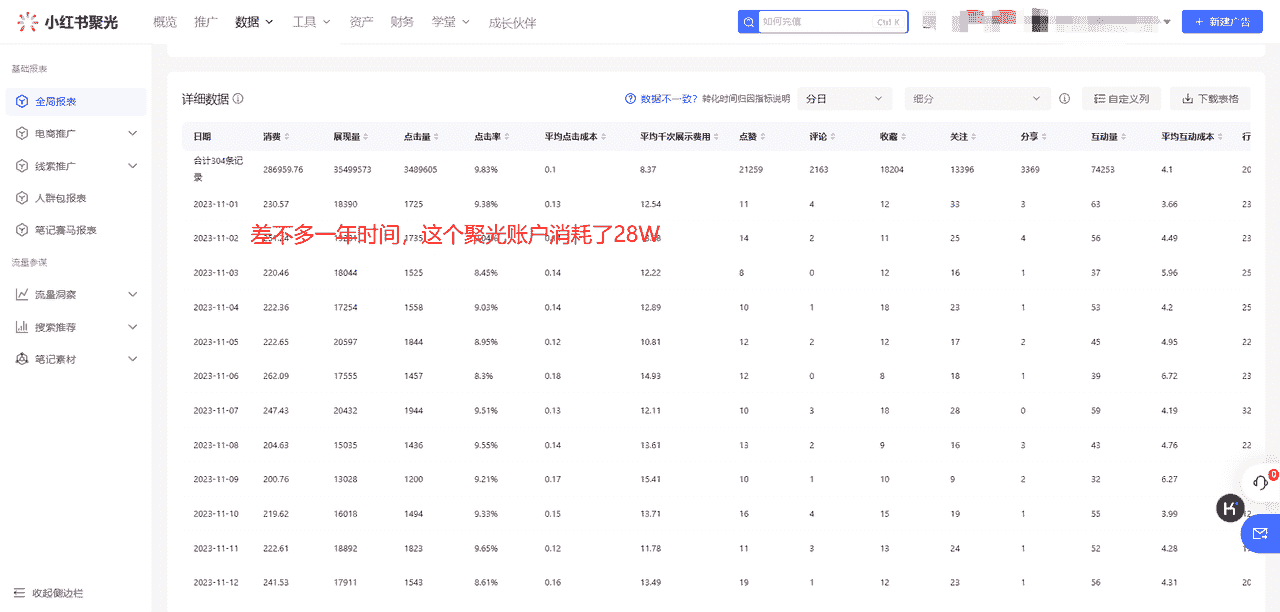 小红书聚光 概览 推广 数据 工具 资产 财务 学堂 成长伙伴 如何充值 Ctrl K + 新建广告
基础报表
全局报表
电商推广
线索推广
人群包报表
笔记赛马报表
流量参谋
流量洞察
搜索推荐
笔记素材
收起侧边栏
详细数据 数据不一致? 转化时间归因指标说明 分日 细分 自定义列 下载表格
日期 消费 展现量 点击量 点击率 平均点击成本 平均千次展示费用 点赞 评论 收藏 关注 分享 互动量 平均互动成本 行
合计304条记录 286959.76 35499573 3489605 9.83% 0.1 8.37 21259 2163 18204 13396 3369 74253 4.1 20
2023-11-01 230.57 18390 1725 9.38% 0.13 12.54 11 4 12 33 3 63 3.66 23
差不多一年时间，这个聚光账户消耗了28W
2023-11-02 14 2 11 25 4 56 4.49 23
2023-11-03 220.46 18044 1525 8.45% 0.14 12.22 8 0 12 16 1 37 5.96 25
2023-11-04 222.36 17254 1558 9.03% 0.14 12.89 10 1 18 23 1 53 4.2 25
2023-11-05 222.65 20597 1844 8.95% 0.12 10.81 12 2 12 17 2 45 4.95 22
2023-11-06 262.09 17555 1457 8.3% 0.18 14.93 12 0 8 18 1 39 6.72 23
2023-11-07 247.43 20432 1944 9.51% 0.13 12.11 10 3 18 28 0 59 4.19 32
2023-11-08 204.63 15035 1436 9.55% 0.14 13.61 13 2 9 16 3 43 4.76 22
2023-11-09 200.76 13028 1200 9.21% 0.17 15.41 10 1 10 9 2 32 6.27
2023-11-10 219.62 16018 1494 9.33% 0.15 13.71 16 4 15 19 1 55 3.99
2023-11-11 222.61 18892 1823 9.65% 0.12 11.78 11 3 13 24 1 52 4.28
2023-11-12 241.53 17911 1543 8.61% 0.16 13.49 19 1 12 23 1 56 4.31 20